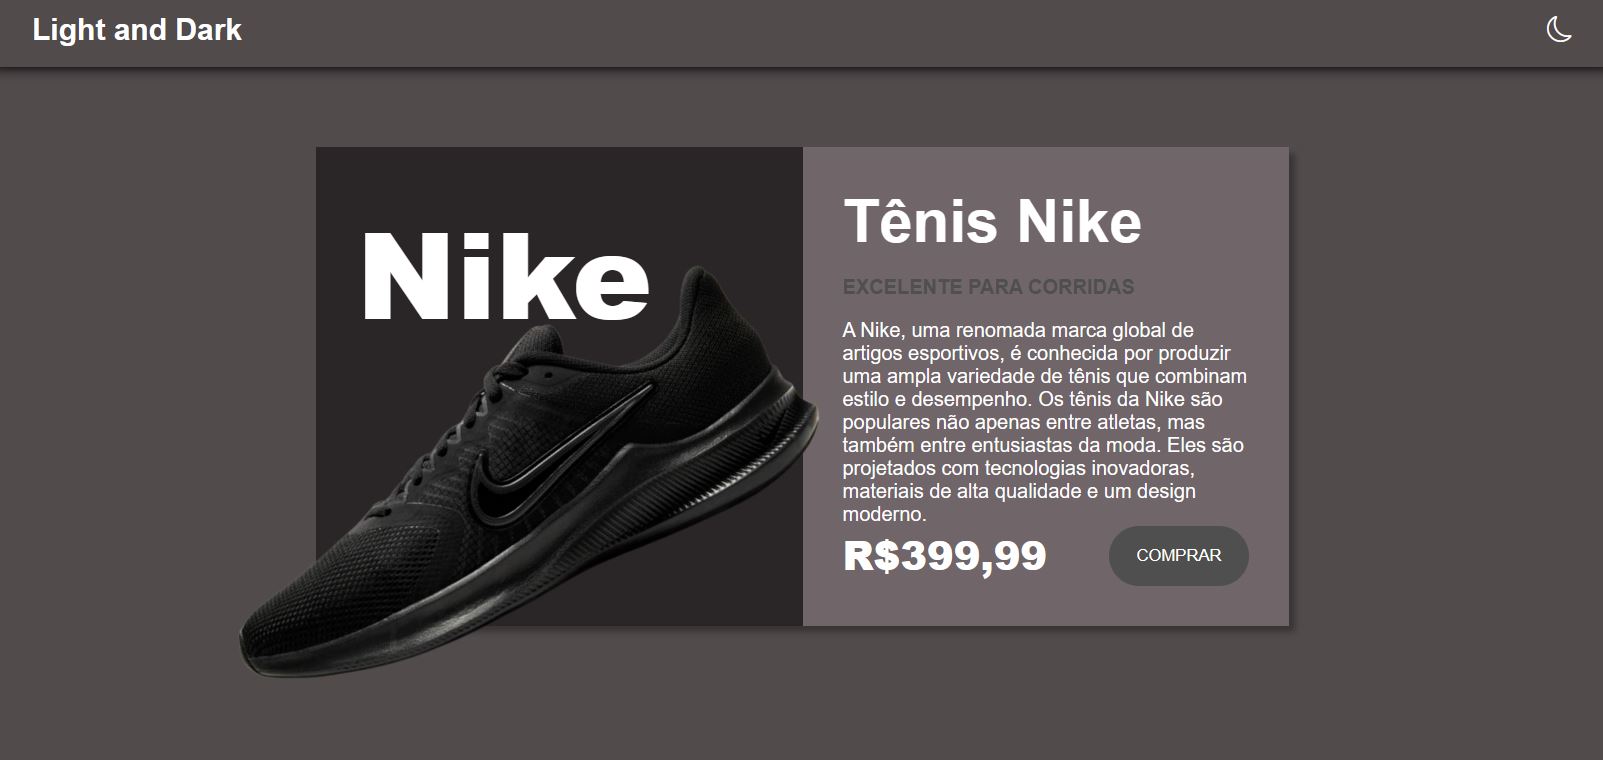 Light and Dark
Nike
Tênis Nike
EXCELENTE PARA CORRIDAS
A Nike, uma renomada marca global de
artigos esportivos, é conhecida por produzir
uma ampla variedade de tênis que combinam
estilo e desempenho. Os tênis da Nike são
populares não apenas entre atletas, mas
também entre entusiastas da moda. Eles são
projetados com tecnologias inovadoras,
materiais de alta qualidade e um design
moderno.
R$399,99
COMPRAR